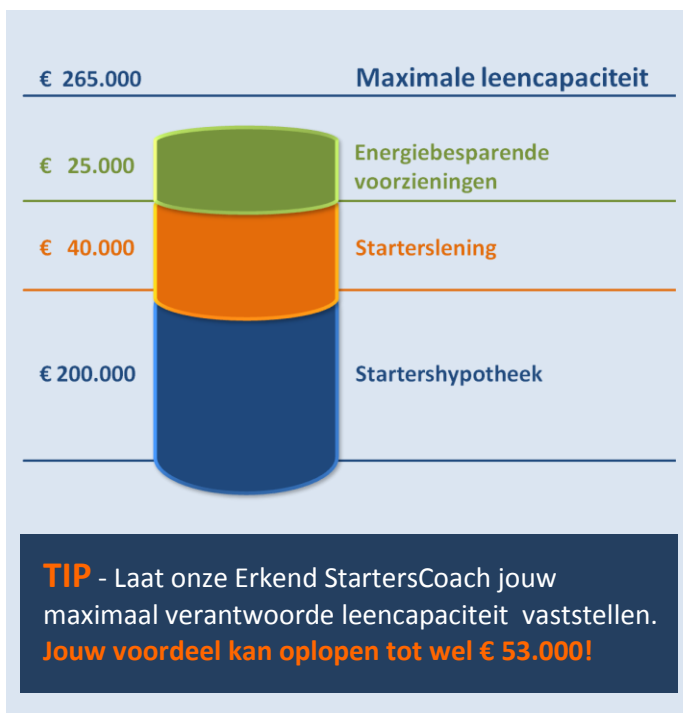 € 265.000 Maximale leencapaciteit
€ 25.000 Energiebesparende
voorzieningen
€ 40.000 Starterslening
€ 200.000 Startershypotheek
TIP - Laat onze Erkend StartersCoach jouw
maximaal verantwoorde leencapaciteit vaststellen.
Jouw voordeel kan oplopen tot wel € 53.000!